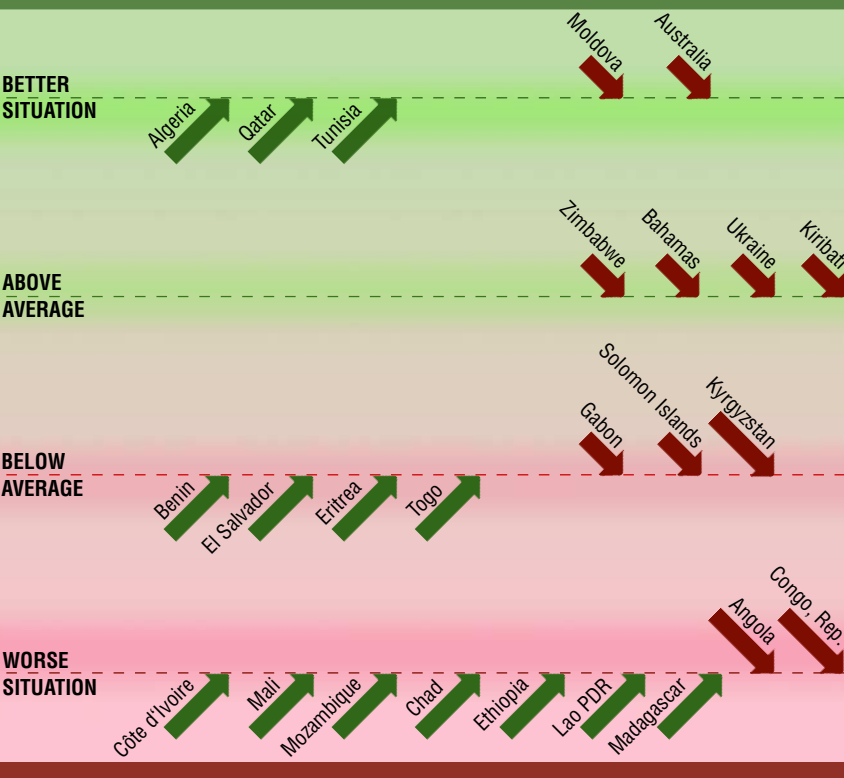 Moldova
Australia
BETTER
SITUATION
Algeria
Qatar
Tunisia
Zimbabwe
Bahamas
Ukraine
Kiribati
ABOVE
AVERAGE
Gabon
Solomon Islands
Kyrgyzstan
BELOW
AVERAGE
Benin
El Salvador
Eritrea
Togo
Angola
Congo, Rep.
WORSE
SITUATION
Côte d'Ivoire
Mali
Mozambique
Chad
Ethiopia
Lao PDR
Madagascar